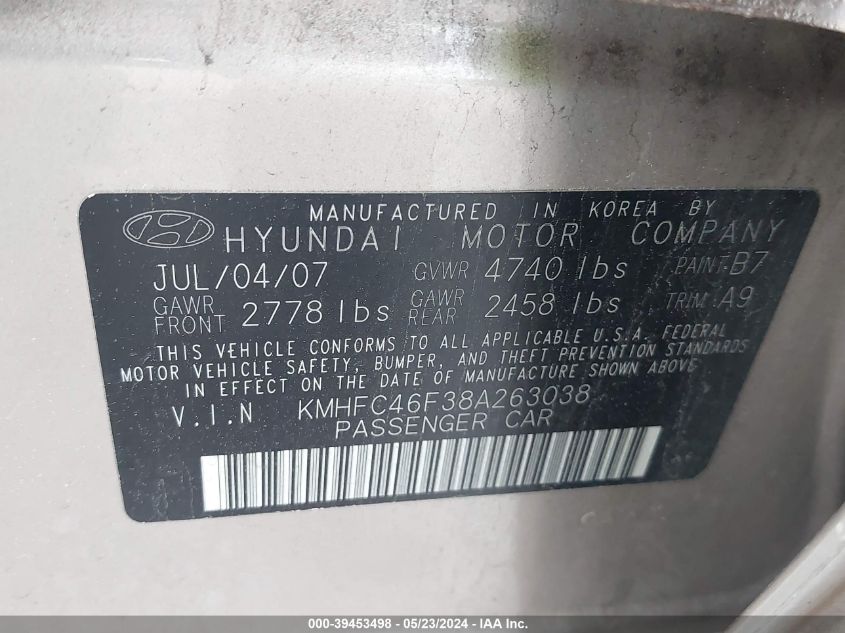 MANUFACTURED IN KOREA BY
HYUNDAI MOTOR COMPANY
JUL/04/07 GVWR 4740 lbs PAINT:B7
GAWR FRONT 2778 lbs GAWR REAR 2458 lbs TRIM:A9
THIS VEHICLE CONFORMS TO ALL APPLICABLE U.S.A. FEDERAL
MOTOR VEHICLE SAFETY, BUMPER, AND THEFT PREVENTION STANDARDS
IN EFFECT ON THE DATE OF MANUFACTURE SHOWN ABOVE
V.I.N KMHFC46F38A263038
PASSENGER CAR
000-39453498 - 05/23/2024 - IAA Inc.